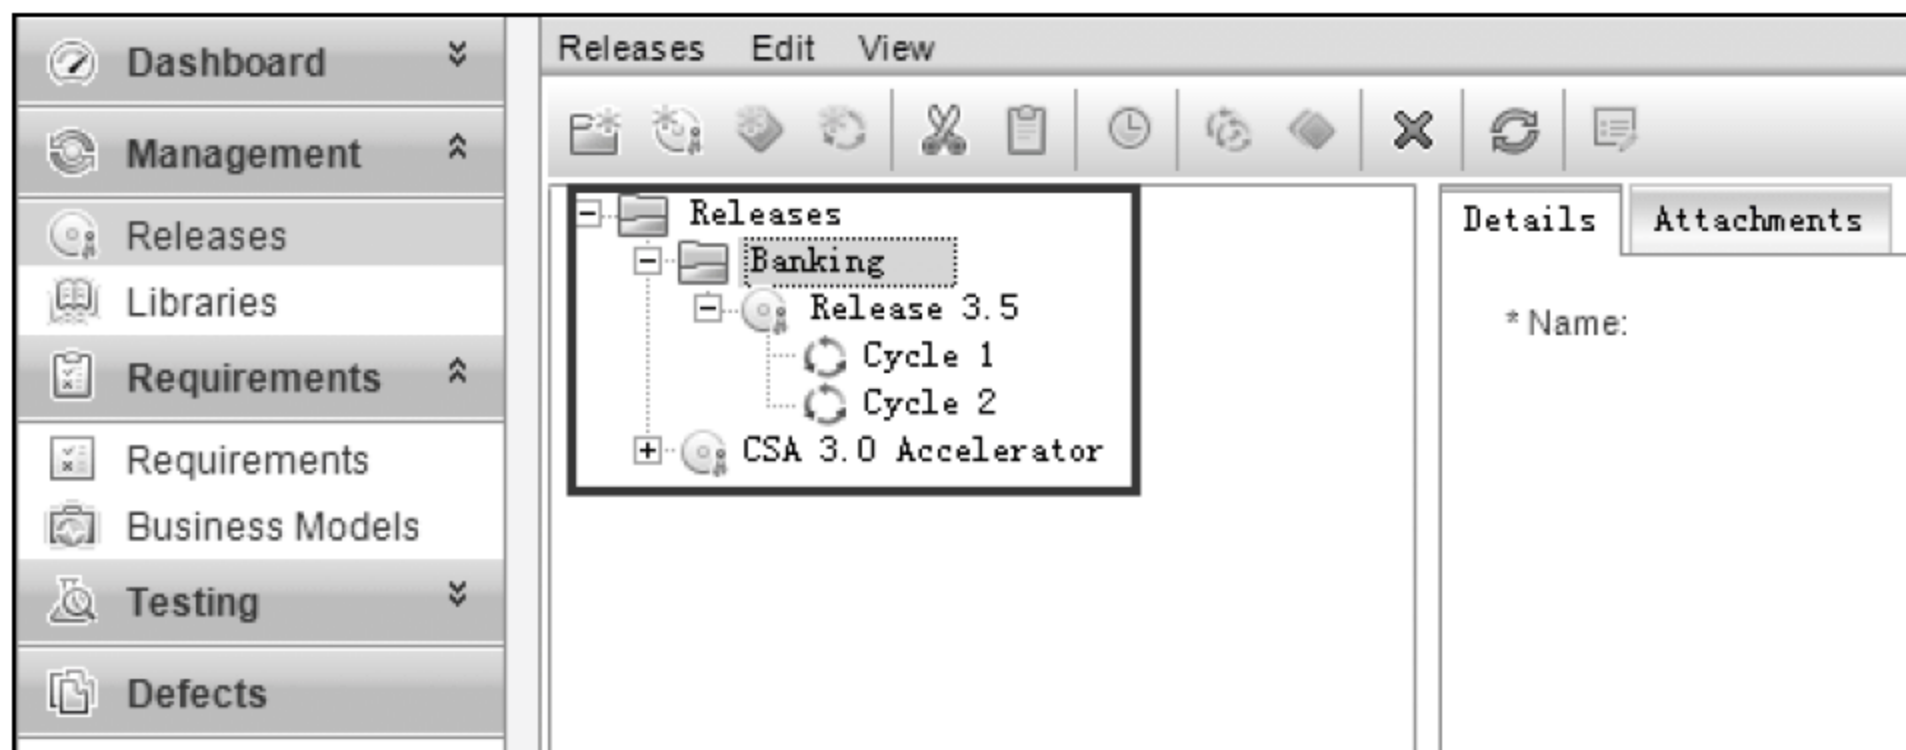 Dashboard
Management
Releases
Libraries
Requirements
Requirements
Business Models
Testing
Defects
Releases Edit View
Releases
Banking
Release 3.5
Cycle 1
Cycle 2
CSA 3.0 Accelerator
Details Attachments
* Name: